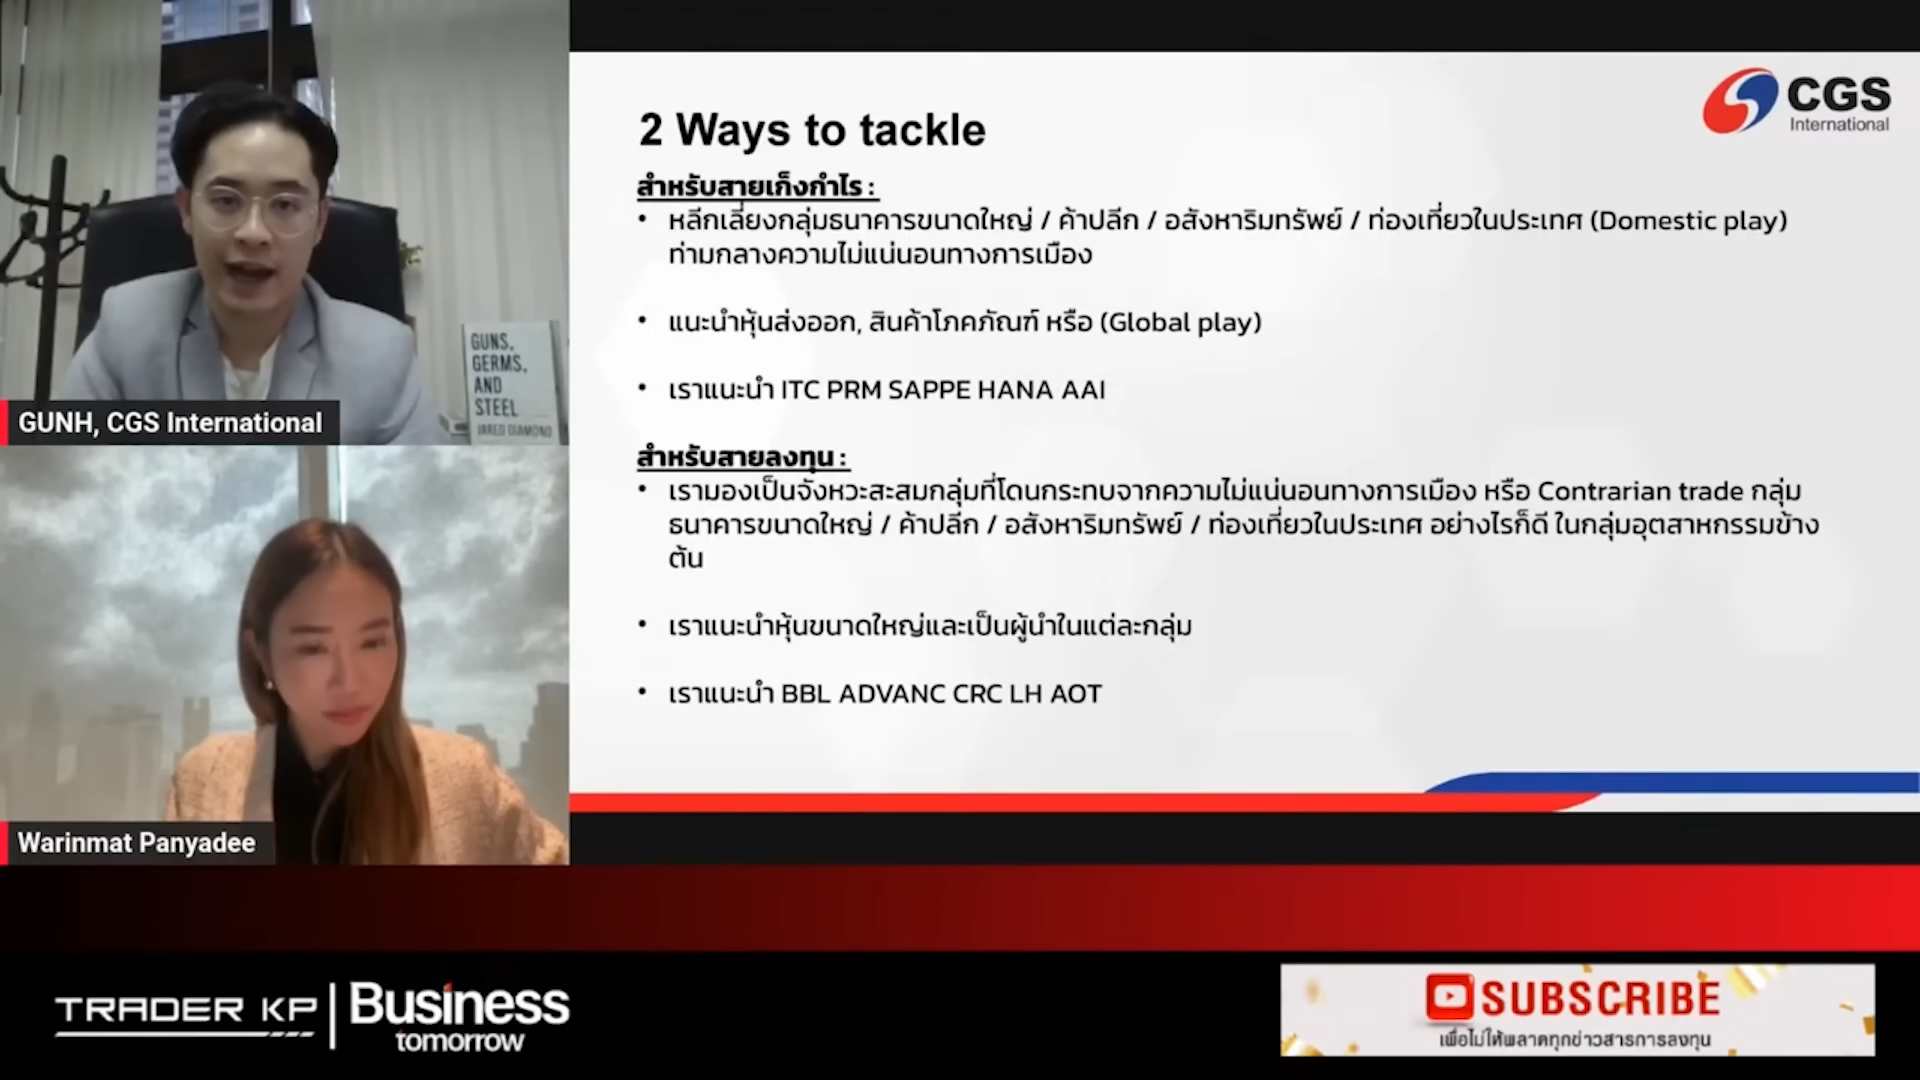 GUNS,
GERMS,
AND
STEEL
JARED DIAMOND
GUNH, CGS International
Warinmat Panyadee
CGS
International
2 Ways to tackle
สำหรับสายเก็งกำไร :
• หลีกเลี่ยงกลุ่มธนาคารขนาดใหญ่ / ค้าปลีก / อสังหาริมทรัพย์ / ท่องเที่ยวในประเทศ (Domestic play)
ท่ามกลางความไม่แน่นอนทางการเมือง
• แนะนำหุ้นส่งออก, สินค้าโภคภัณฑ์ หรือ (Global play)
• เราแนะนำ ITC PRM SAPPE HANA AAI
สำหรับสายลงทุน :
• เรามองเป็นจังหวะสะสมกลุ่มที่โดนกระทบจากความไม่แน่นอนทางการเมือง หรือ Contrarian trade กลุ่ม
ธนาคารขนาดใหญ่ / ค้าปลีก / อสังหาริมทรัพย์ / ท่องเที่ยวในประเทศ อย่างไรก็ดี ในกลุ่มอุตสาหกรรมข้าง
ต้น
• เราแนะนำหุ้นขนาดใหญ่และเป็นผู้นำในแต่ละกลุ่ม
• เราแนะนำ BBL ADVANC CRC LH AOT
TRADER KP
Business
tomorrow
SUBSCRIBE
เพื่อไม่ให้พลาดทุกข่าวสารการลงทุน